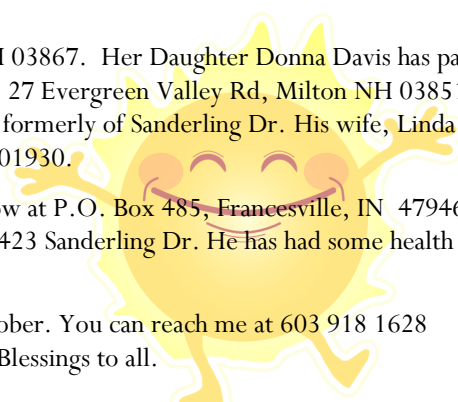 03867. Her Daughter Donna Davis has pa
27 Evergreen Valley Rd, Milton NH 03851
formerly of Sanderling Dr. His wife, Linda
01930.
ow at P.O. Box 485, Francesville, IN 47946
423 Sanderling Dr. He has had some health
ober. You can reach me at 603 918 1628
Blessings to all.